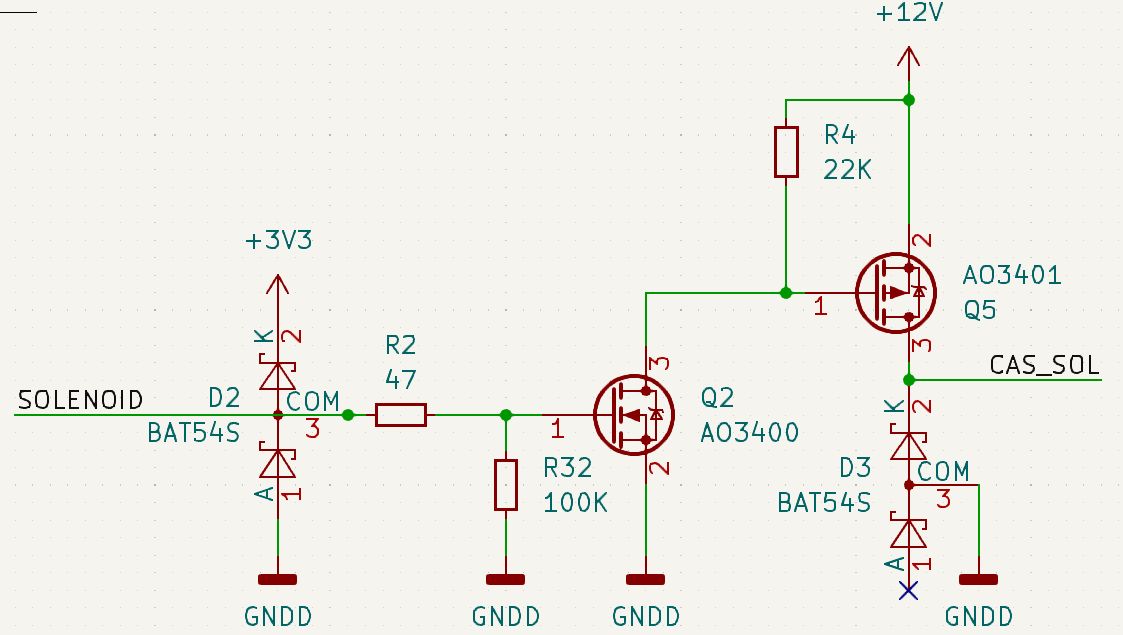 +12V
R4
22K
2
+3V3
1
AO3401
Q5
K
2
R2
47
3
3
CAS_SOL
SOLENOID
D2
COM
3
BAT54S
1
Q2
AO3400
K
2
A
1
R32
100K
2
D3
COM
3
BAT54S
A
1
GNDD
GNDD
GNDD
GNDD